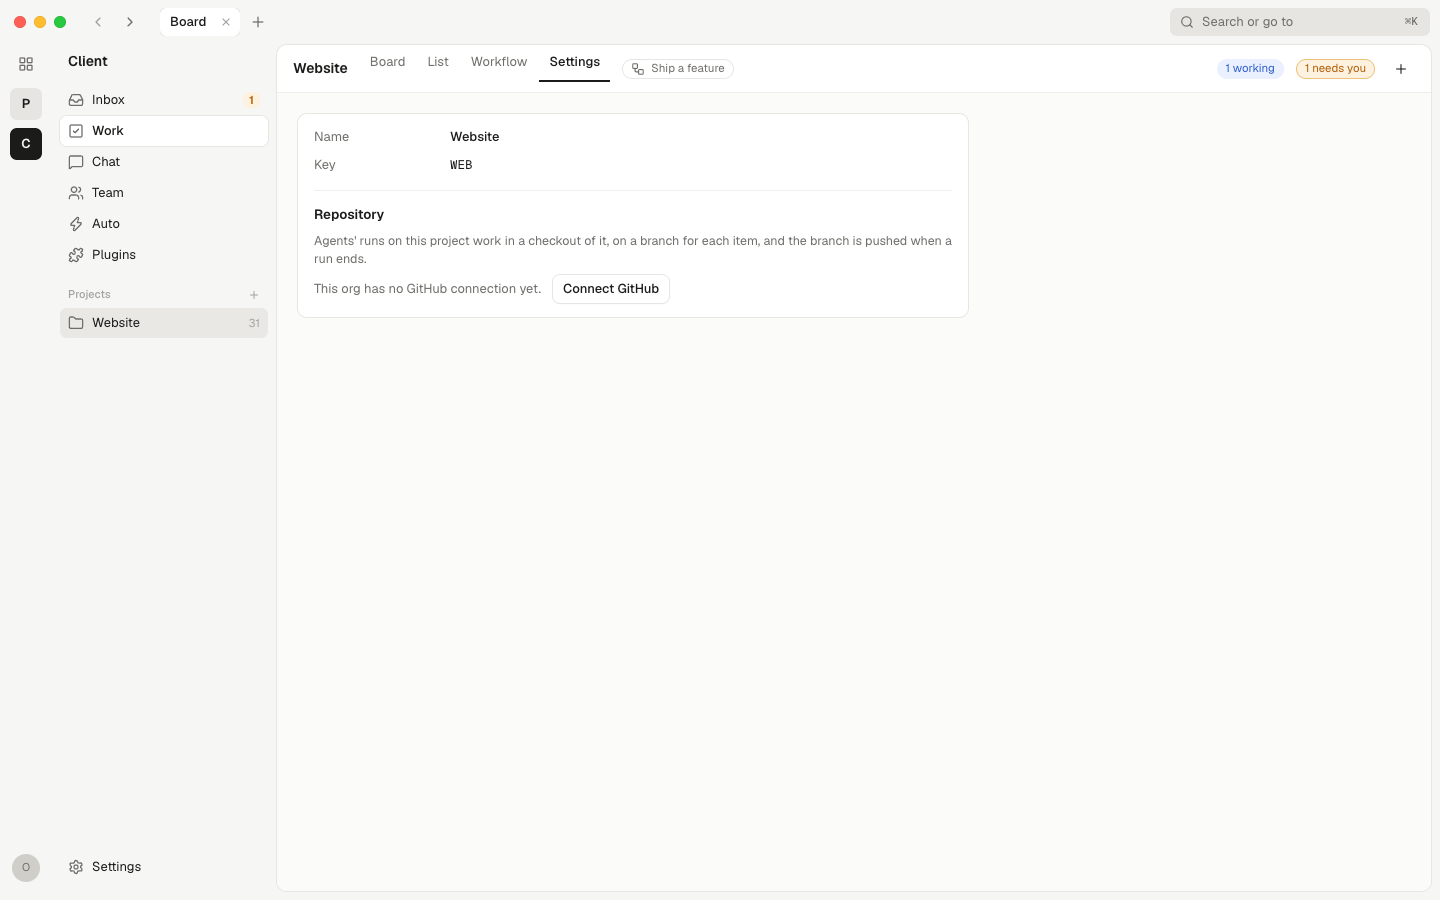 Board
Search or go to
⌘K
Client
P
C
Inbox
1
Work
Chat
Team
Auto
Plugins
Projects
Website
31
O
Settings
Website
Board
List
Workflow
Settings
Ship a feature
1 working
1 needs you
Name
Website
Key
WEB
Repository
Agents' runs on this project work in a checkout of it, on a branch for each item, and the branch is pushed when a
run ends.
This org has no GitHub connection yet.
Connect GitHub